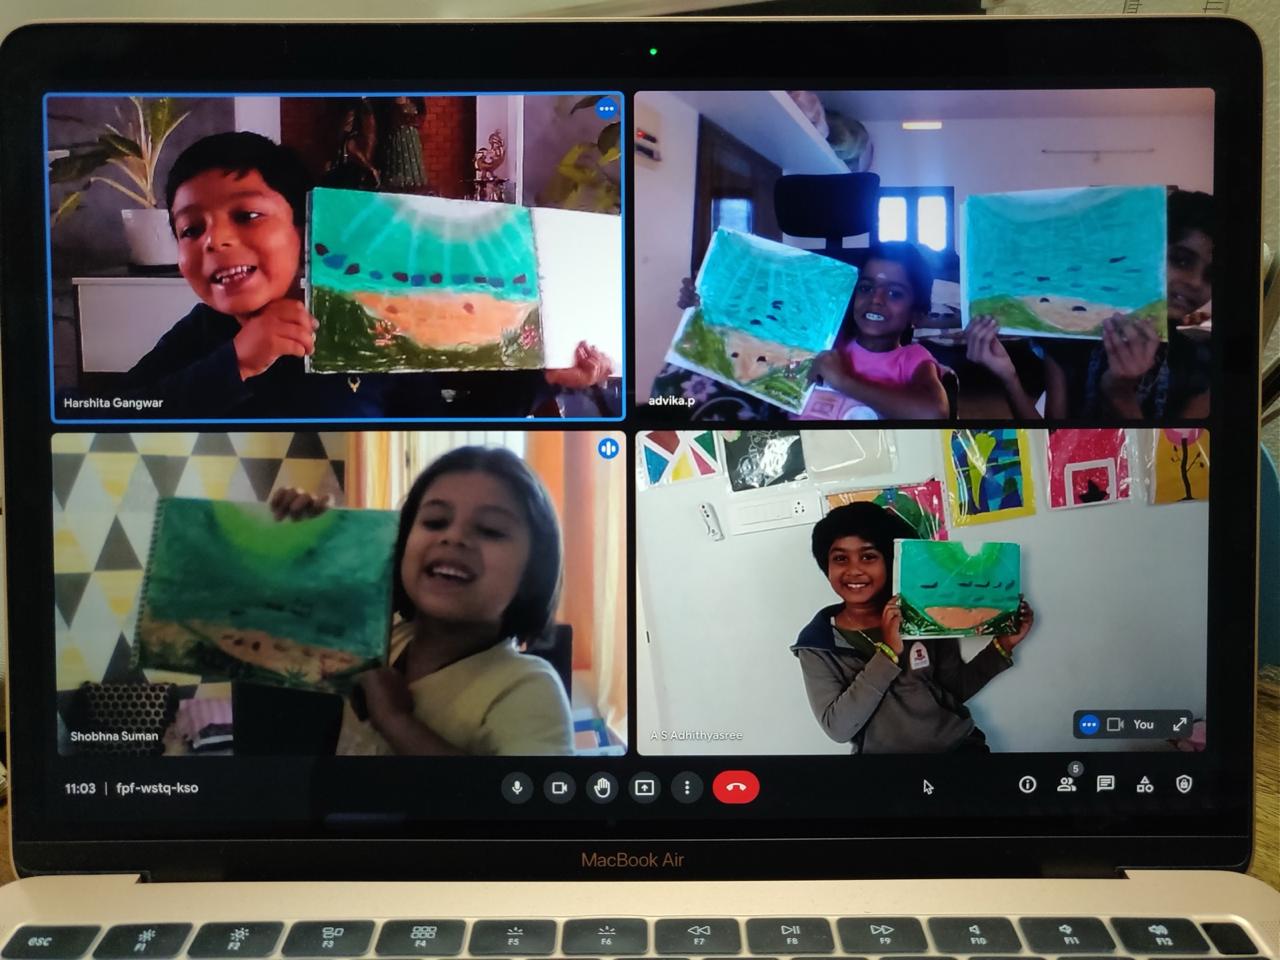 Harshita Gangwar
advika.p
Shobhna Suman
A S Adhithyasree
You
11:03 | fpf-wstq-kso
5
MacBook Air
esc
F1
F2
F3
F4
F5
F6
F7
F8
F9
F10
F11
F12